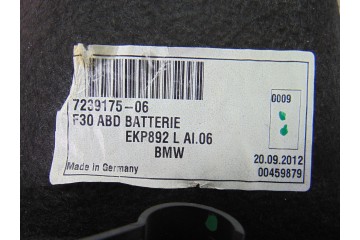 7239175-06
F30 ABD BATTERIE
EKP892 L AI.06
BMW
Made in Germany
0009
20.09.2012
00459879